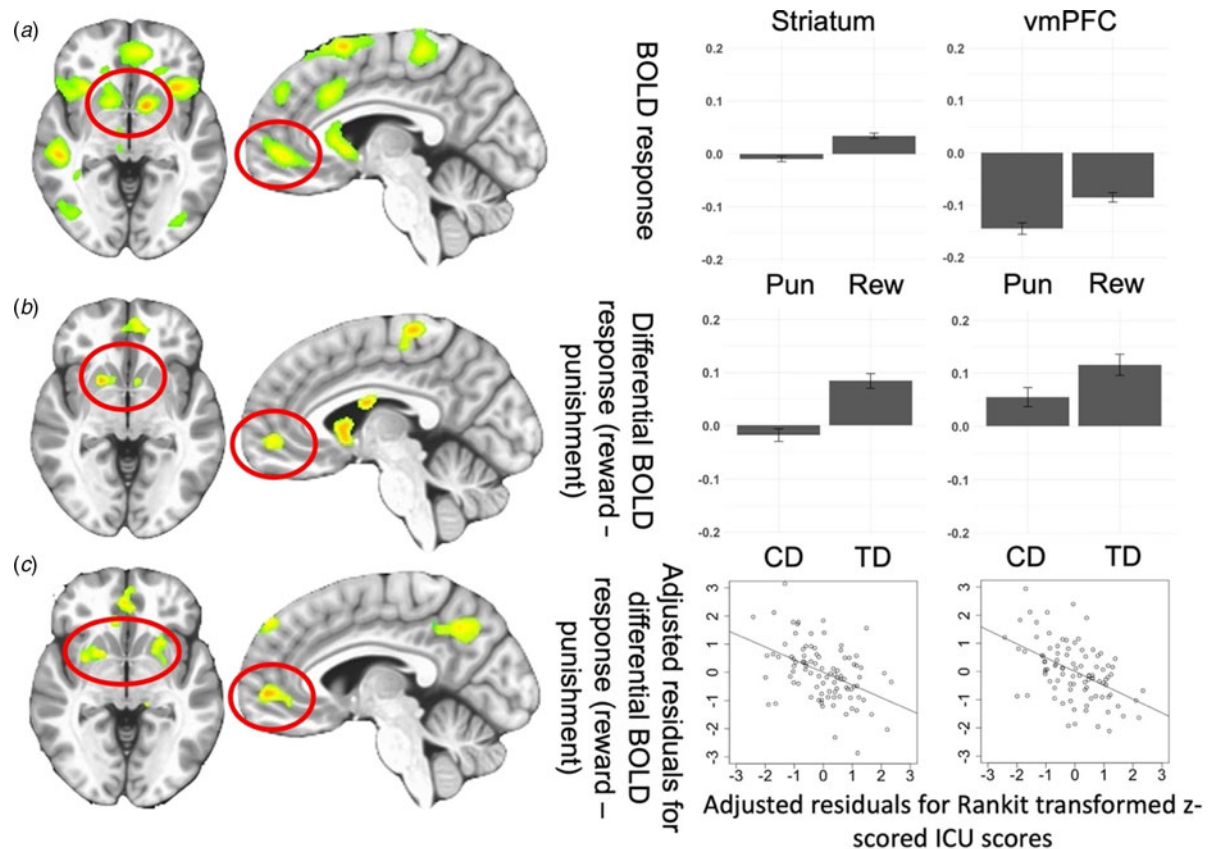 (a)
Striatum
vmPFC
BOLD response
0.2
0.1
0.0
-0.1
-0.2
0.2
0.1
0.0
-0.1
-0.2
Pun
Rew
Pun
Rew
(b)
Differential BOLD
response (reward –
punishment)
0.2
0.1
0.0
-0.1
-0.2
0.2
0.1
0.0
-0.1
-0.2
CD
TD
CD
TD
(c)
Adjusted residuals for
differential BOLD
response (reward –
punishment)
3
2
1
0
-1
-2
-3
-3 -2 -1 0 1 2 3
3
2
1
0
-1
-2
-3
-3 -2 -1 0 1 2 3
Adjusted residuals for Rankit transformed z-
scored ICU scores